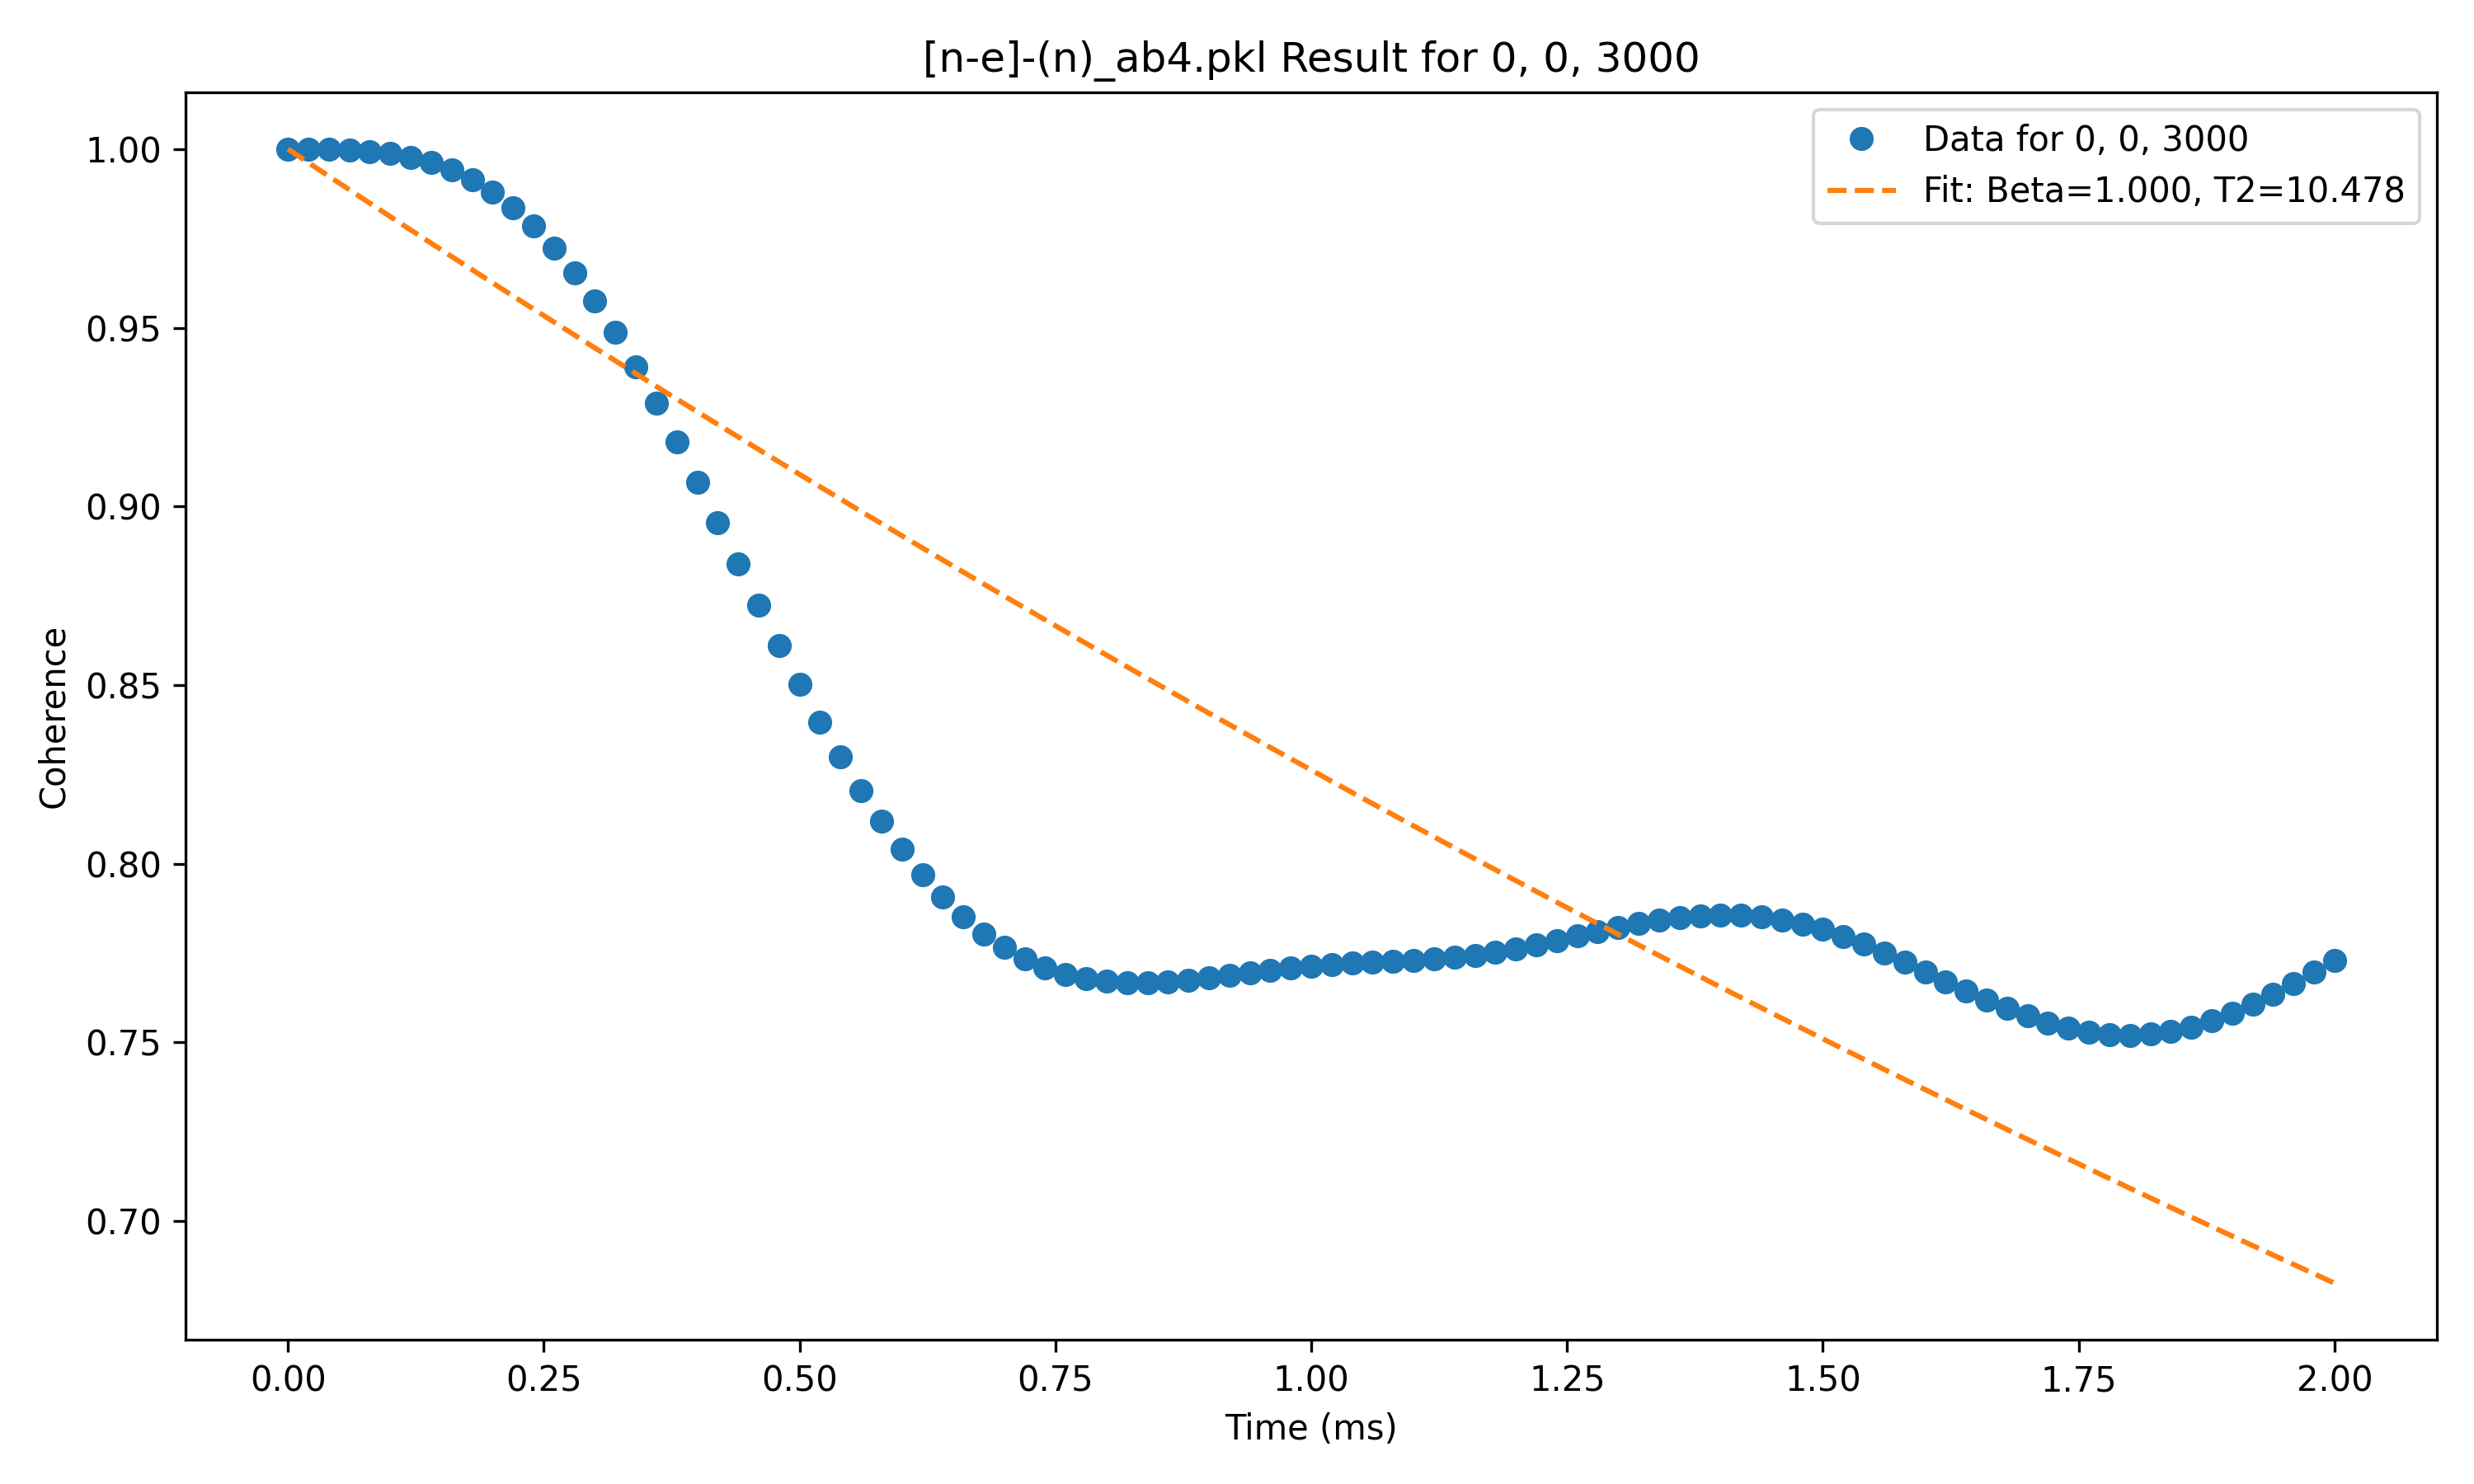 [n-e]-(n)_ab4.pkl Result for 0, 0, 3000
Data for 0, 0, 3000
Fit: Beta=1.000, T2=10.478
Coherence
1.00
0.95
0.90
0.85
0.80
0.75
0.70
0.00 0.25 0.50 0.75 1.00 1.25 1.50 1.75 2.00
Time (ms)